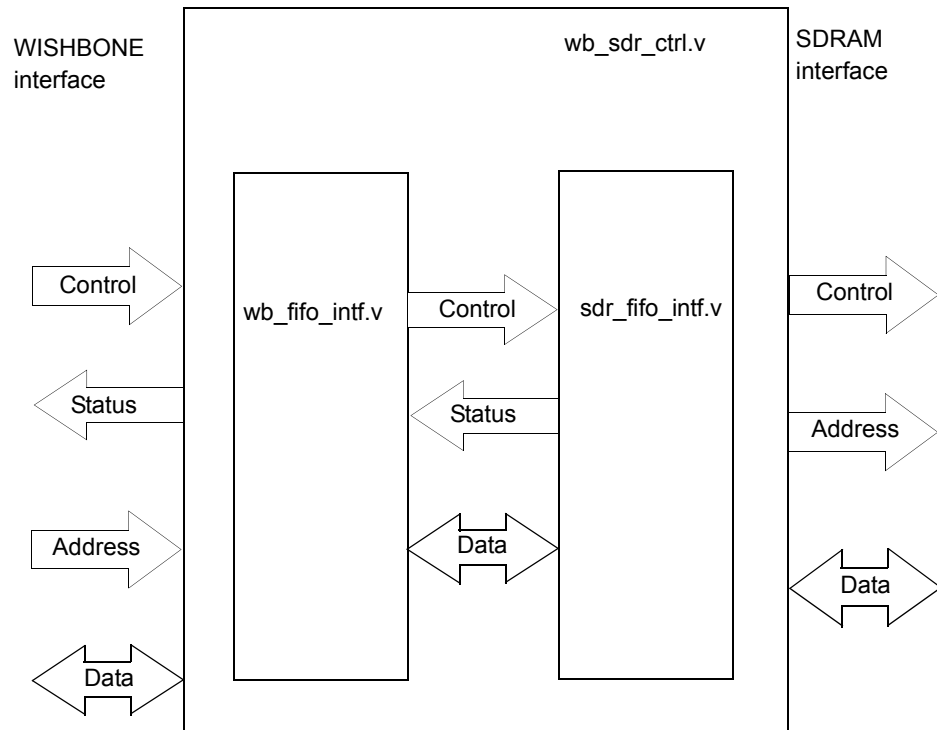 WISHBONE
interface
wb_sdr_ctrl.v
SDRAM
interface
Control
wb_fifo_intf.v
Control
sdr_fifo_intf.v
Control
Status
Status
Address
Address
Data
Data
Data